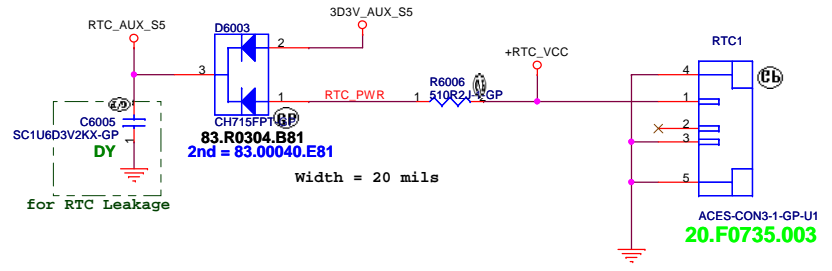 RTC_AUX_S5
D6003
3D3V_AUX_S5
2
3
1
RTC_PWR
CH715FPT-GP
83.R0304.B81
2nd = 83.00040.E81
C6005
SC1U6D3V2KX-GP
DY
1
for RTC Leakage
Width = 20 mils
R6006
1
510R2J-1-GP
+RTC_VCC
RTC1
4
1
2
3
5
ACES-CON3-1-GP-U1
20.F0735.003